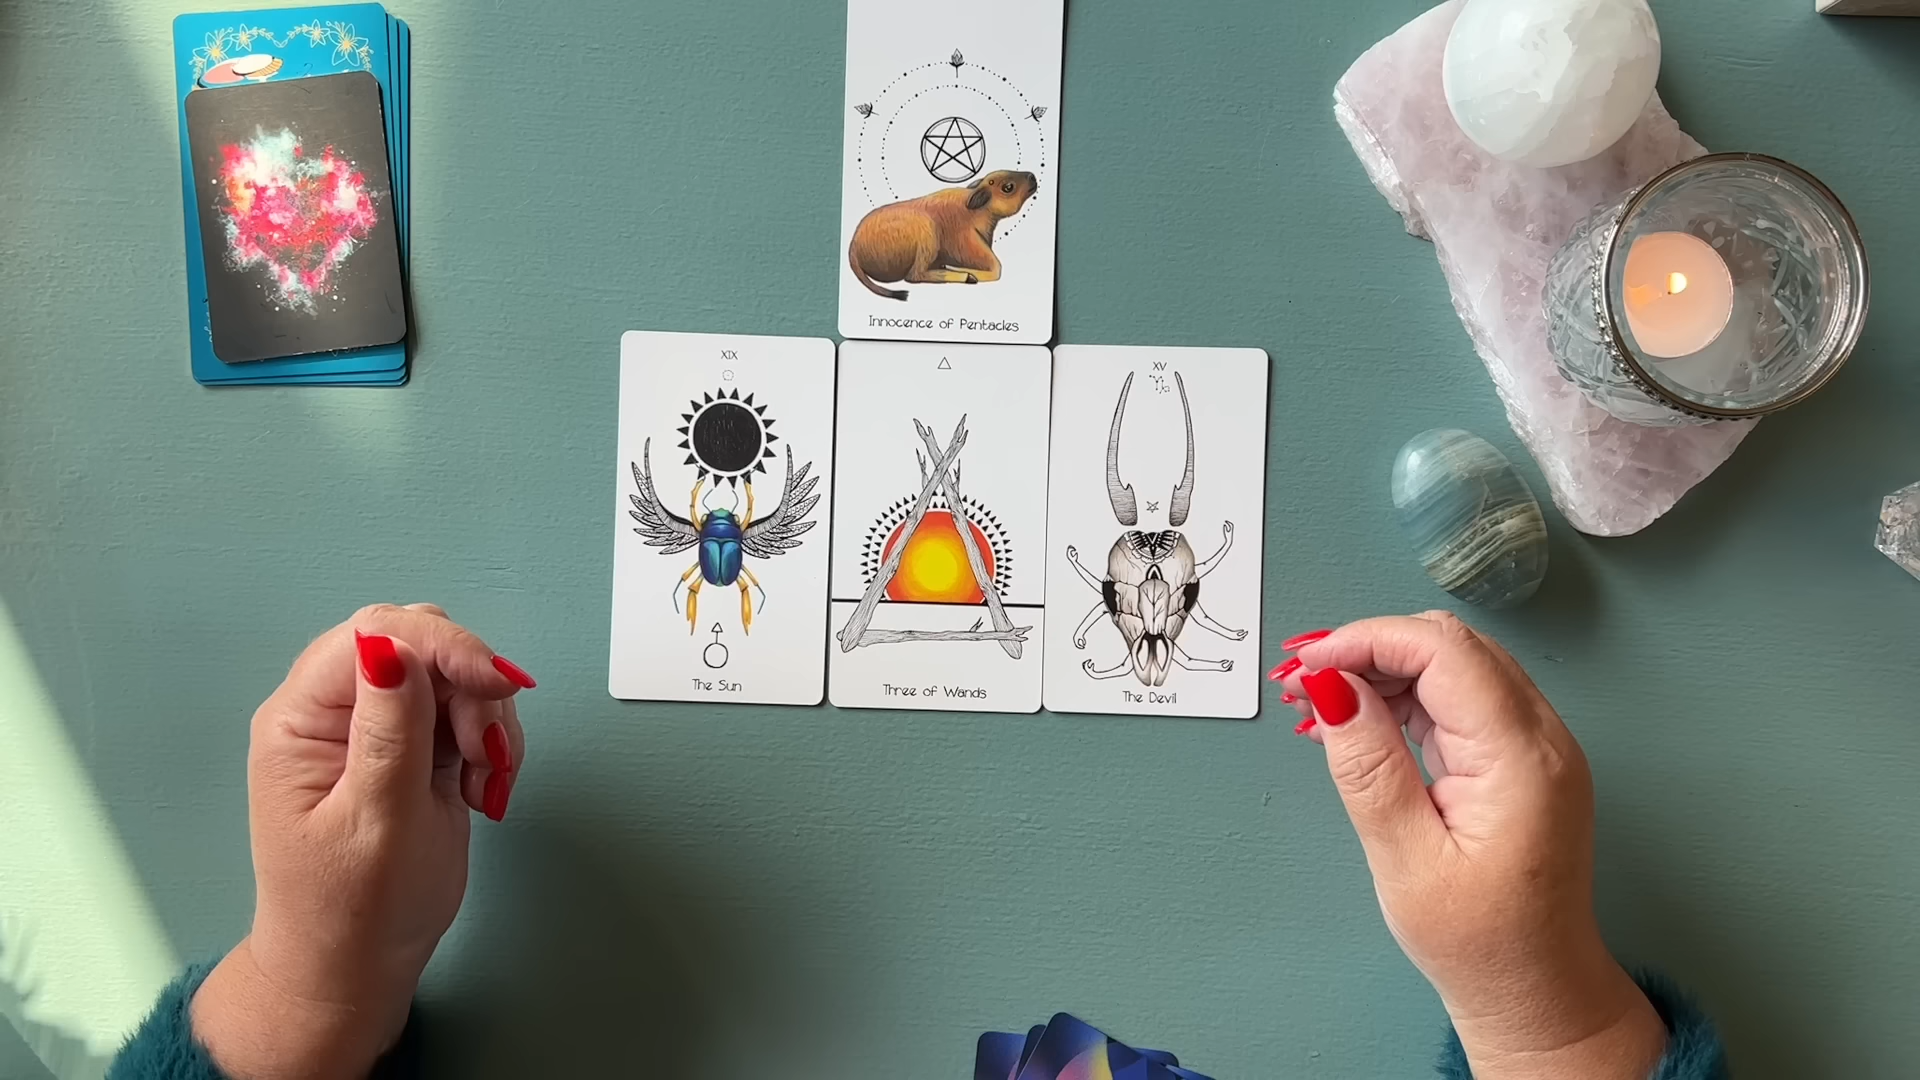 Innocence of Pentacles
XIX
The Sun
Three of Wands
XV
The Devil